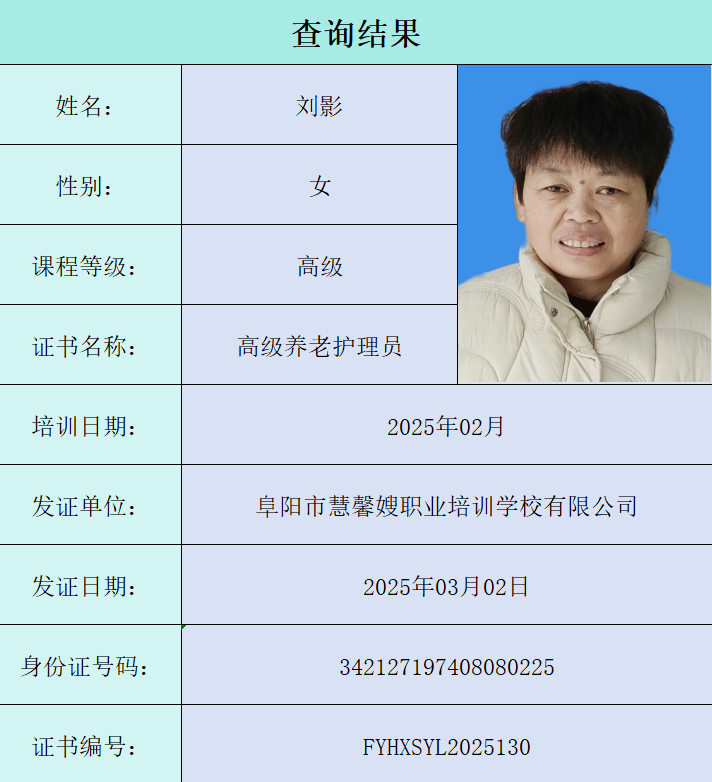 查询结果
姓名： 刘影
性别： 女
课程等级： 高级
证书名称： 高级养老护理员
培训日期： 2025年02月
发证单位： 阜阳市慧馨嫂职业培训学校有限公司
发证日期： 2025年03月02日
身份证号码： 342127197408080225
证书编号： FYHXSYL2025130